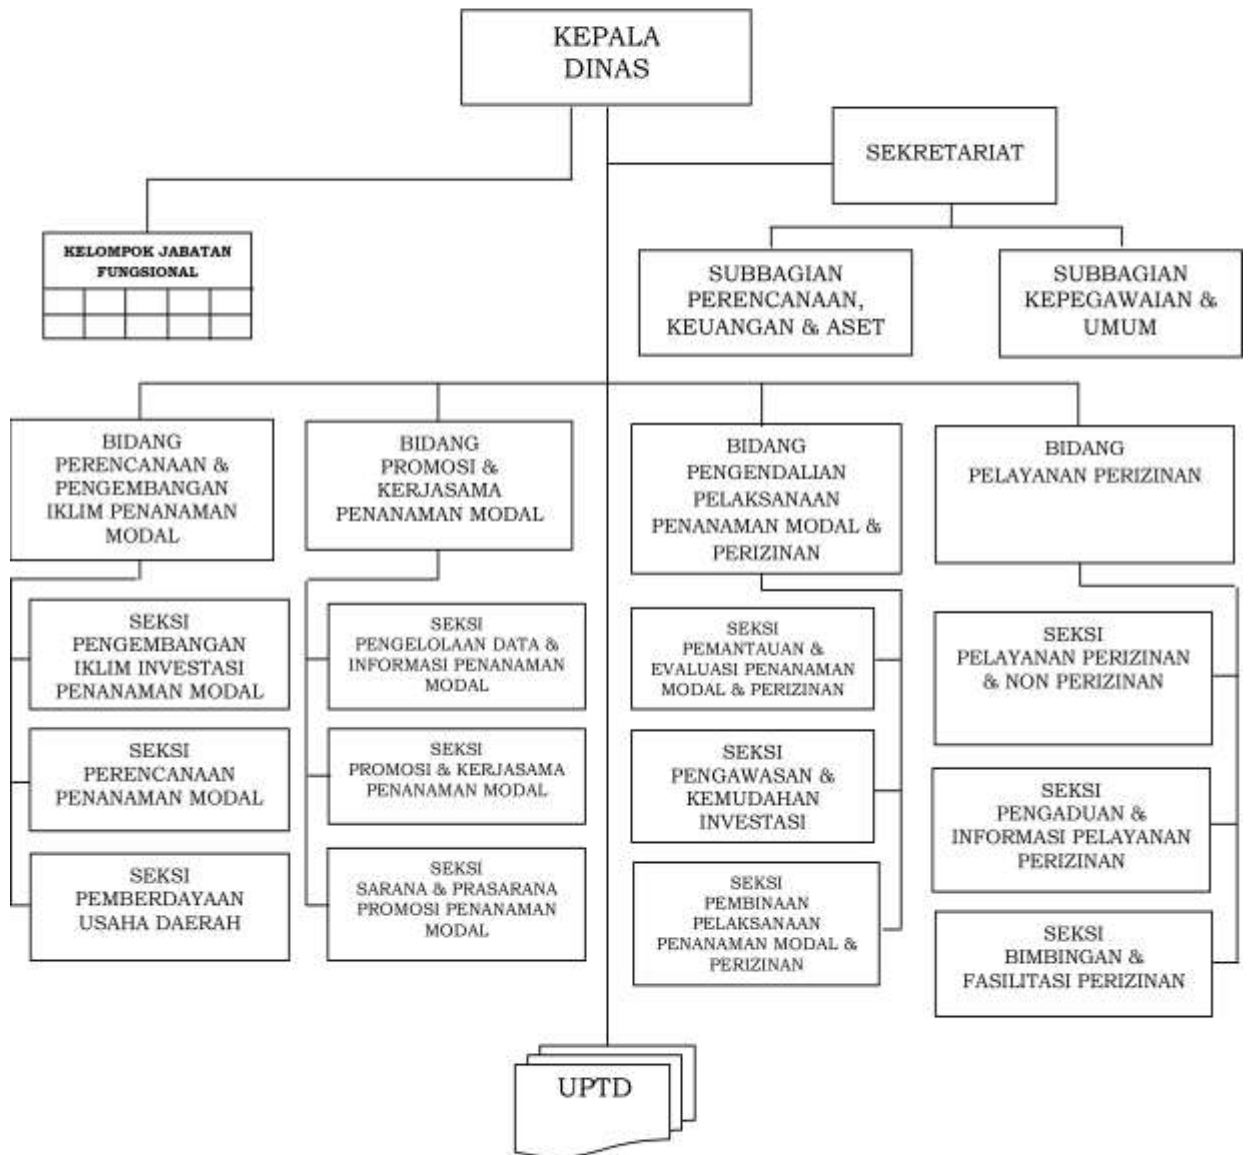 KEPALA
DINAS
SEKRETARIAT
KELOMPOK JABATAN
FUNGSIONAL
SUBBAGIAN
PERENCANAAN,
KEUANGAN & ASET
SUBBAGIAN
KEPEGAWAIAN &
UMUM
BIDANG
PERENCANAAN &
PENGEMBANGAN
IKLIM PENANAMAN
MODAL
BIDANG
PROMOSI &
KERJASAMA
PENANAMAN MODAL
BIDANG
PENGENDALIAN
PELAKSANAAN
PENANAMAN MODAL &
PERIZINAN
BIDANG
PELAYANAN PERIZINAN
SEKSI
PENGEMBANGAN
IKLIM INVESTASI
PENANAMAN MODAL
SEKSI
PENGELOLAAN DATA &
INFORMASI PENANAMAN
MODAL
SEKSI
PEMANTAUAN &
EVALUASI PENANAMAN
MODAL & PERIZINAN
SEKSI
PELAYANAN PERIZINAN
& NON PERIZINAN
SEKSI
PERENCANAAN
PENANAMAN MODAL
SEKSI
PROMOSI & KERJASAMA
PENANAMAN MODAL
SEKSI
PENGAWASAN &
KEMUDAHAN
INVESTASI
SEKSI
PENGADUAN &
INFORMASI PELAYANAN
PERIZINAN
SEKSI
PEMBERDAYAAN
USAHA DAERAH
SEKSI
SARANA & PRASARANA
PROMOSI PENANAMAN
MODAL
SEKSI
PEMBINAAN
PELAKSANAAN
PENANAMAN MODAL &
PERIZINAN
SEKSI
BIMBINGAN &
FASILITASI PERIZINAN
UPTD